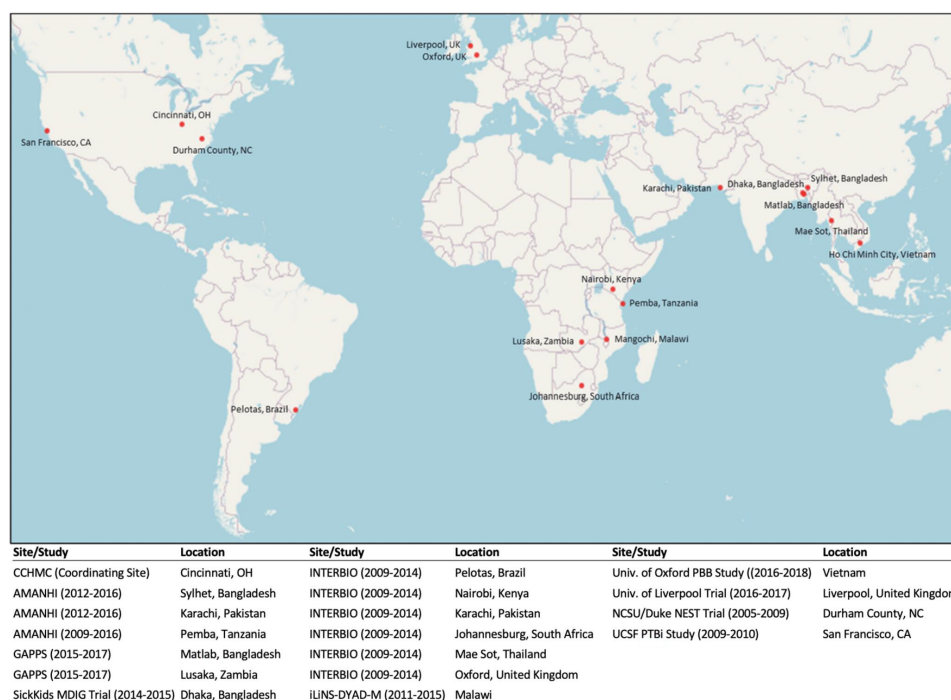 Liverpool, UK
Oxford, UK
Cincinnati, OH
San Francisco, CA
Durham County, NC
Karachi, Pakistan
Dhaka, Bangladesh
Sylhet, Bangladesh
Matlab, Bangladesh
Mae Sot, Thailand
Ho Chi Minh City, Vietnam
Nairobi, Kenya
Pemba, Tanzania
Lusaka, Zambia
Mangochi, Malawi
Johannesburg, South Africa
Pelotas, Brazil
Site/Study Location Site/Study Location Site/Study Location
CCHMC (Coordinating Site) Cincinnati, OH INTERBIO (2009-2014) Pelotas, Brazil Univ. of Oxford PBB Study ((2016-2018) Vietnam
AMANHI (2012-2016) Sylhet, Bangladesh INTERBIO (2009-2014) Nairobi, Kenya Univ. of Liverpool Trial (2016-2017) Liverpool, United Kingdom
AMANHI (2012-2016) Karachi, Pakistan INTERBIO (2009-2014) Karachi, Pakistan NCSU/Duke NEST Trial (2005-2009) Durham County, NC
AMANHI (2009-2016) Pemba, Tanzania INTERBIO (2009-2014) Johannesburg, South Africa UCSF PTBi Study (2009-2010) San Francisco, CA
GAPPS (2015-2017) Matlab, Bangladesh INTERBIO (2009-2014) Mae Sot, Thailand
GAPPS (2015-2017) Lusaka, Zambia INTERBIO (2009-2014) Oxford, United Kingdom
SickKids MDIG Trial (2014-2015) Dhaka, Bangladesh iLiNS-DYAD-M (2011-2015) Malawi